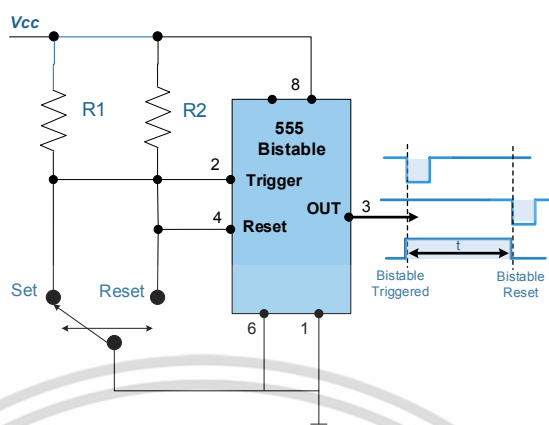 Vcc
8
R1
R2
555
Bistable
2
Trigger
OUT
3
4
Reset
t
Bistable
Triggered
Bistable
Reset
Set
Reset
6
1